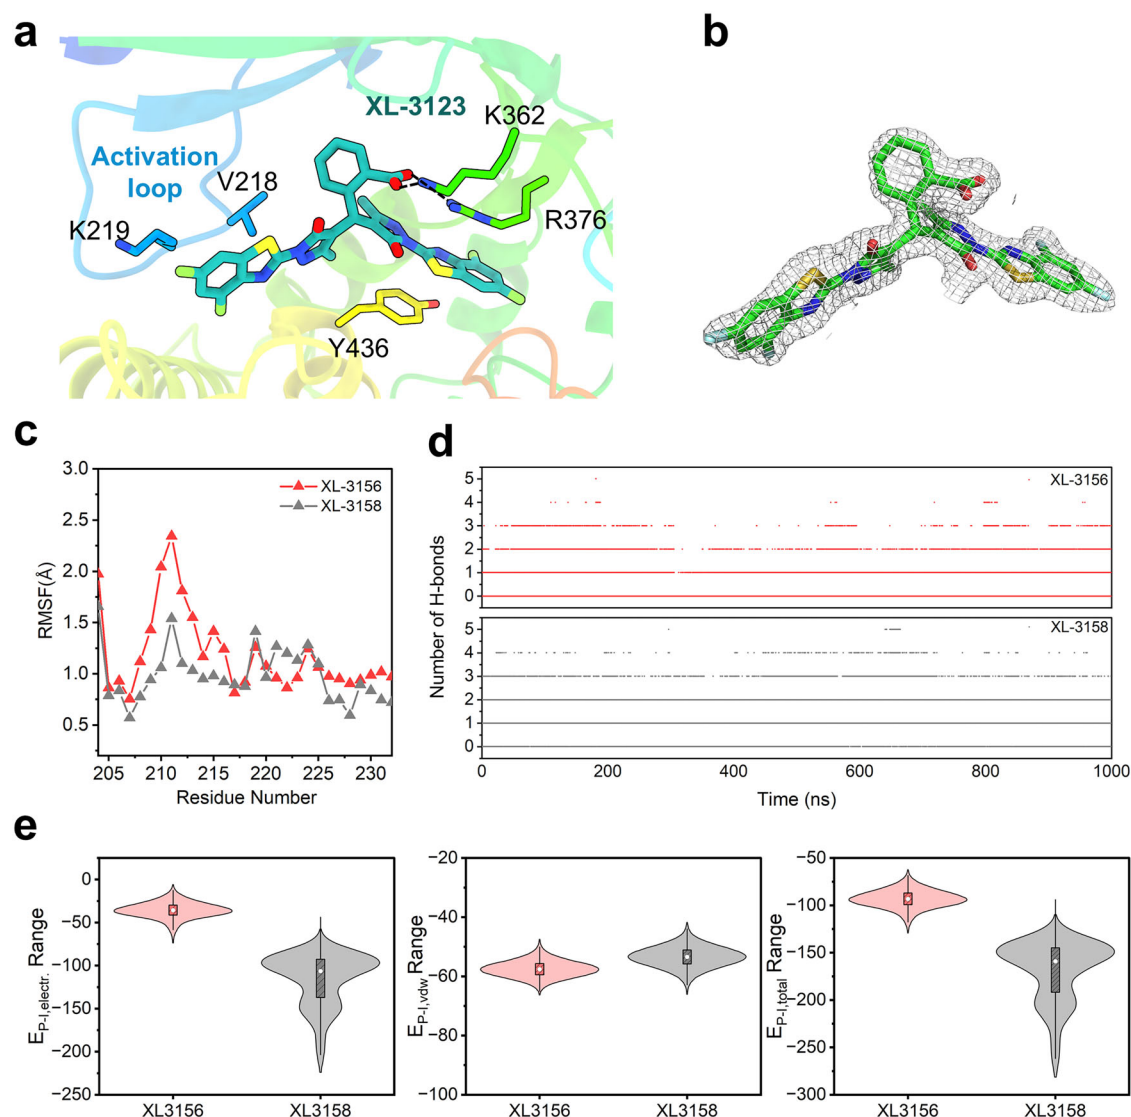 a
XL-3123
K362
Activation
loop
V218
K219
R376
Y436
b
c
3.0
2.5
2.0
1.5
1.0
0.5
RMSF(Å)
XL-3156
XL-3158
205 210 215 220 225 230
Residue Number
d
5
4
3
2
1
0
XL-3156
5
4
3
2
1
0
XL-3158
Number of H-bonds
0 200 400 600 800 1000
Time (ns)
e
0
−50
−100
−150
−200
−250
E_P-I,electr. Range
XL3156 XL3158
−20
−40
−60
−80
−100
E_P-I,vdw Range
XL3156 XL3158
−50
−100
−150
−200
−250
−300
E_P-I,total Range
XL3156 XL3158